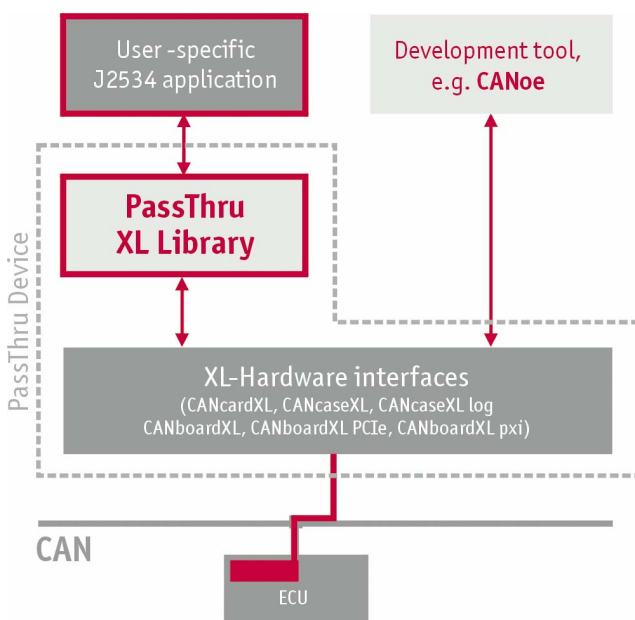 User -specific
J2534 application
Development tool,
e.g. CANoe
PassThru Device
PassThru
XL Library
XL-Hardware interfaces
(CANcardXL, CANcaseXL, CANcaseXL log
CANboardXL, CANboardXL PCIe, CANboardXL pxi)
CAN
ECU